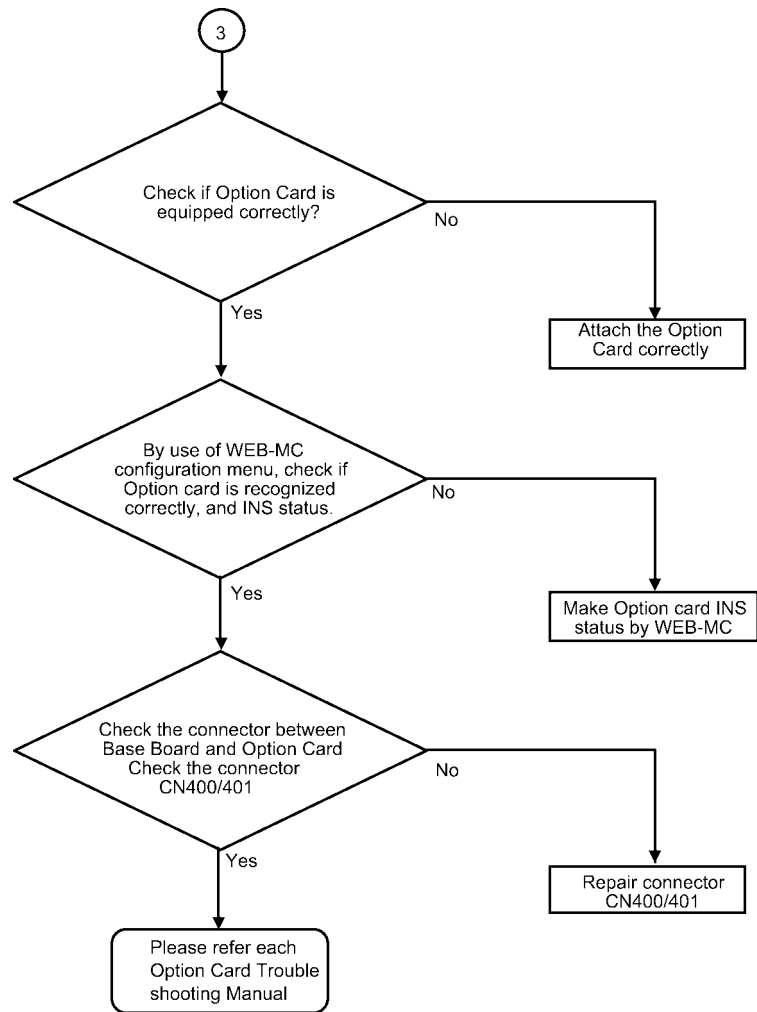 3
Check if Option Card is
equipped correctly?
No
Yes
Attach the Option
Card correctly
By use of WEB-MC
configuration menu, check if
Option card is recognized
correctly, and INS status.
No
Yes
Make Option card INS
status by WEB-MC
Check the connector between
Base Board and Option Card
Check the connector
CN400/401
No
Yes
Repair connector
CN400/401
Please refer each
Option Card Trouble
shooting Manual